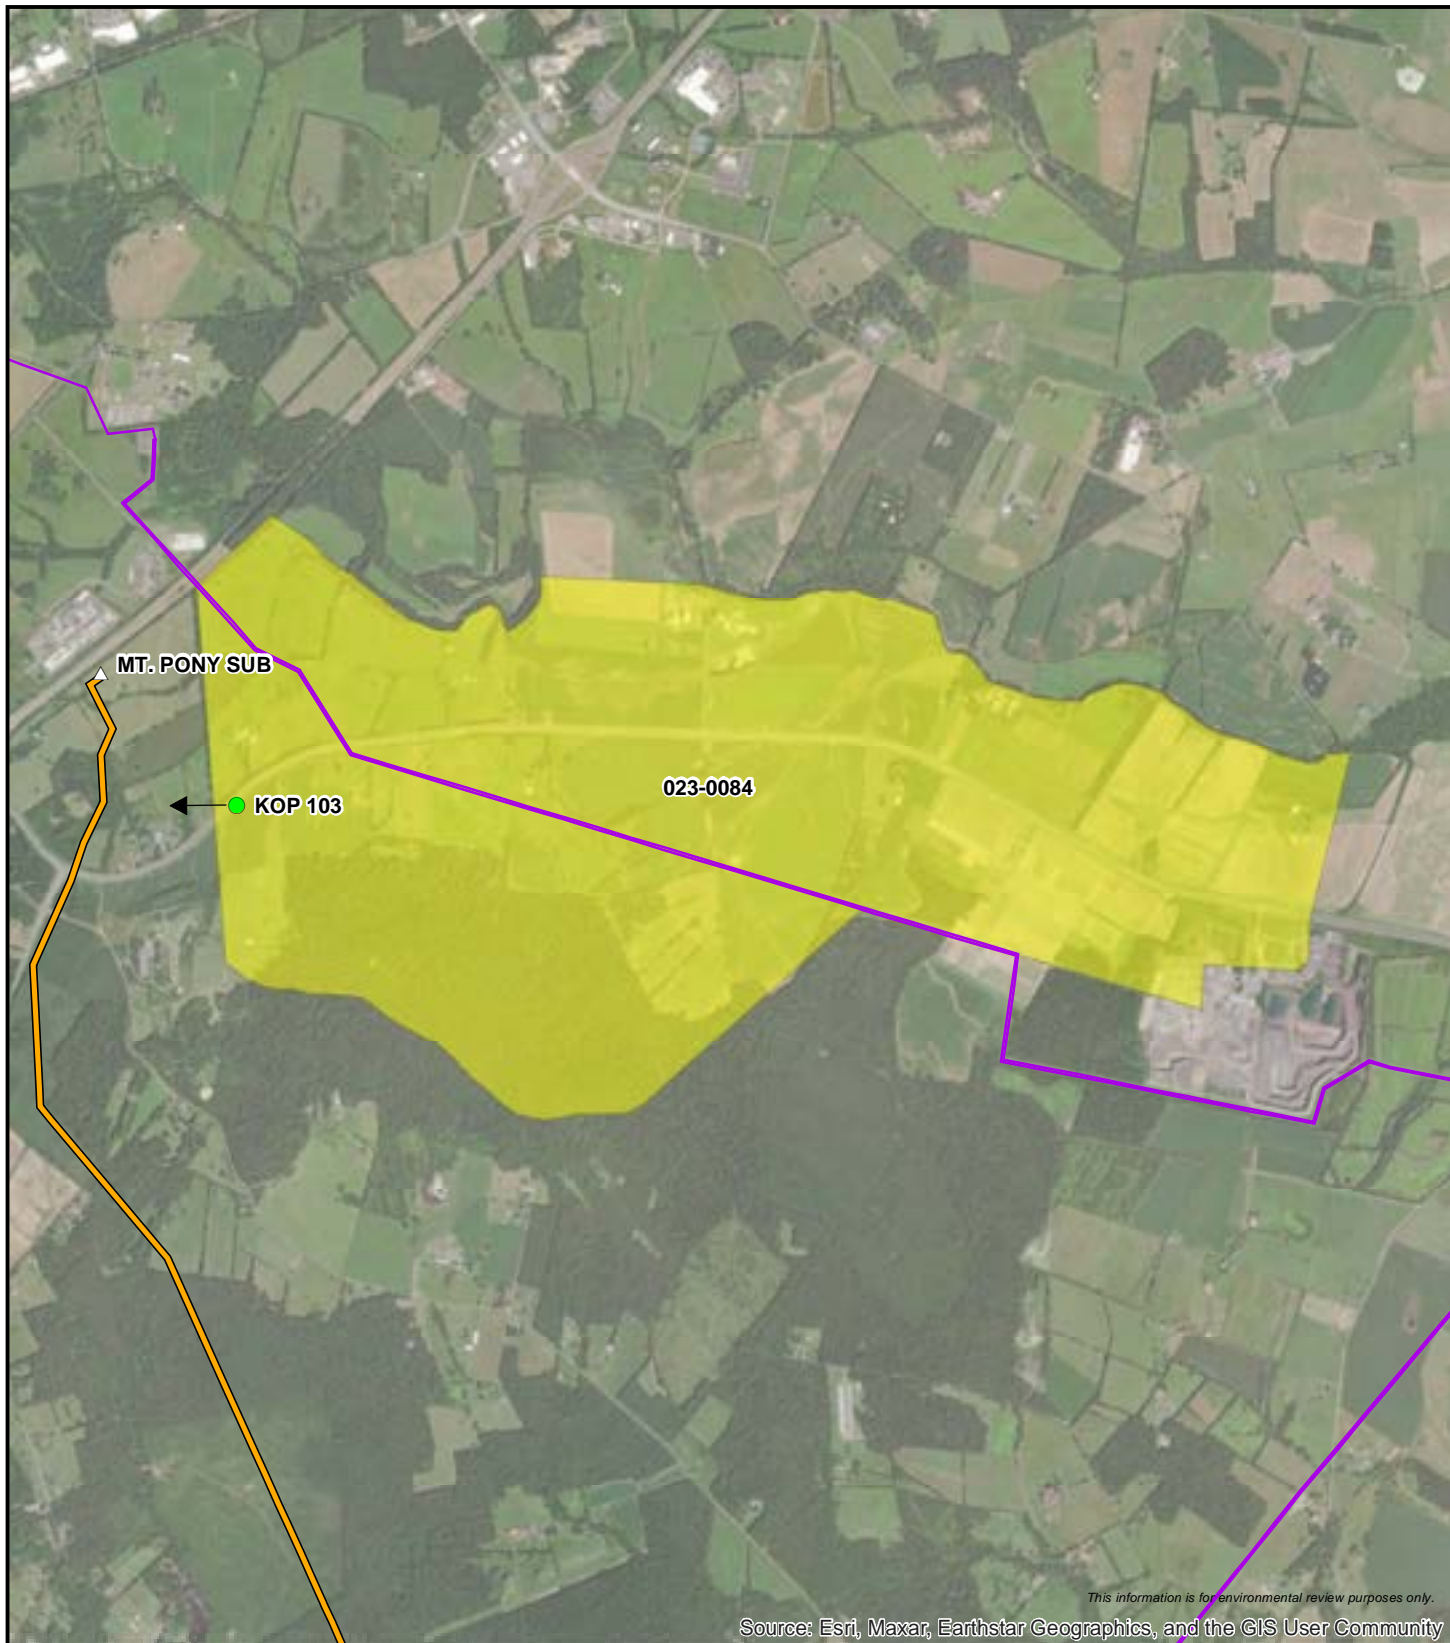 MT. PONY SUB
023-0084
KOP 103
This information is for environmental review purposes only.
Source: Esri, Maxar, Earthstar Geographics, and the GIS User Community